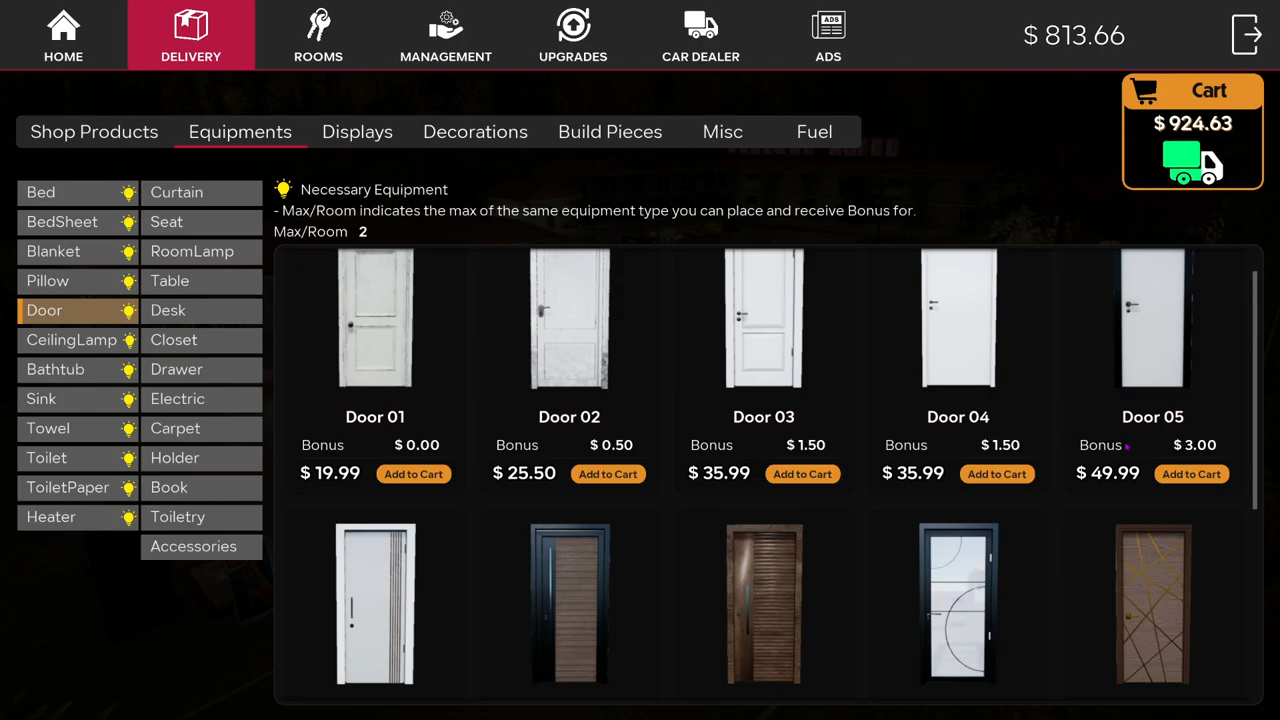 HOME
DELIVERY
ROOMS
MANAGEMENT
UPGRADES
CAR DEALER
ADS
ADS
$ 813.66
Cart
$ 924.63
Shop Products
Equipments
Displays
Decorations
Build Pieces
Misc
Fuel
Bed
Curtain
BedSheet
Seat
Blanket
RoomLamp
Pillow
Table
Door
Desk
CeilingLamp
Closet
Bathtub
Drawer
Sink
Electric
Towel
Carpet
Toilet
Holder
ToiletPaper
Book
Heater
Toiletry
Accessories
Necessary Equipment
- Max/Room indicates the max of the same equipment type you can place and receive Bonus for.
Max/Room 2
Door 01
Bonus $ 0.00
$ 19.99 Add to Cart
Door 02
Bonus $ 0.50
$ 25.50 Add to Cart
Door 03
Bonus $ 1.50
$ 35.99 Add to Cart
Door 04
Bonus $ 1.50
$ 35.99 Add to Cart
Door 05
Bonus $ 3.00
$ 49.99 Add to Cart